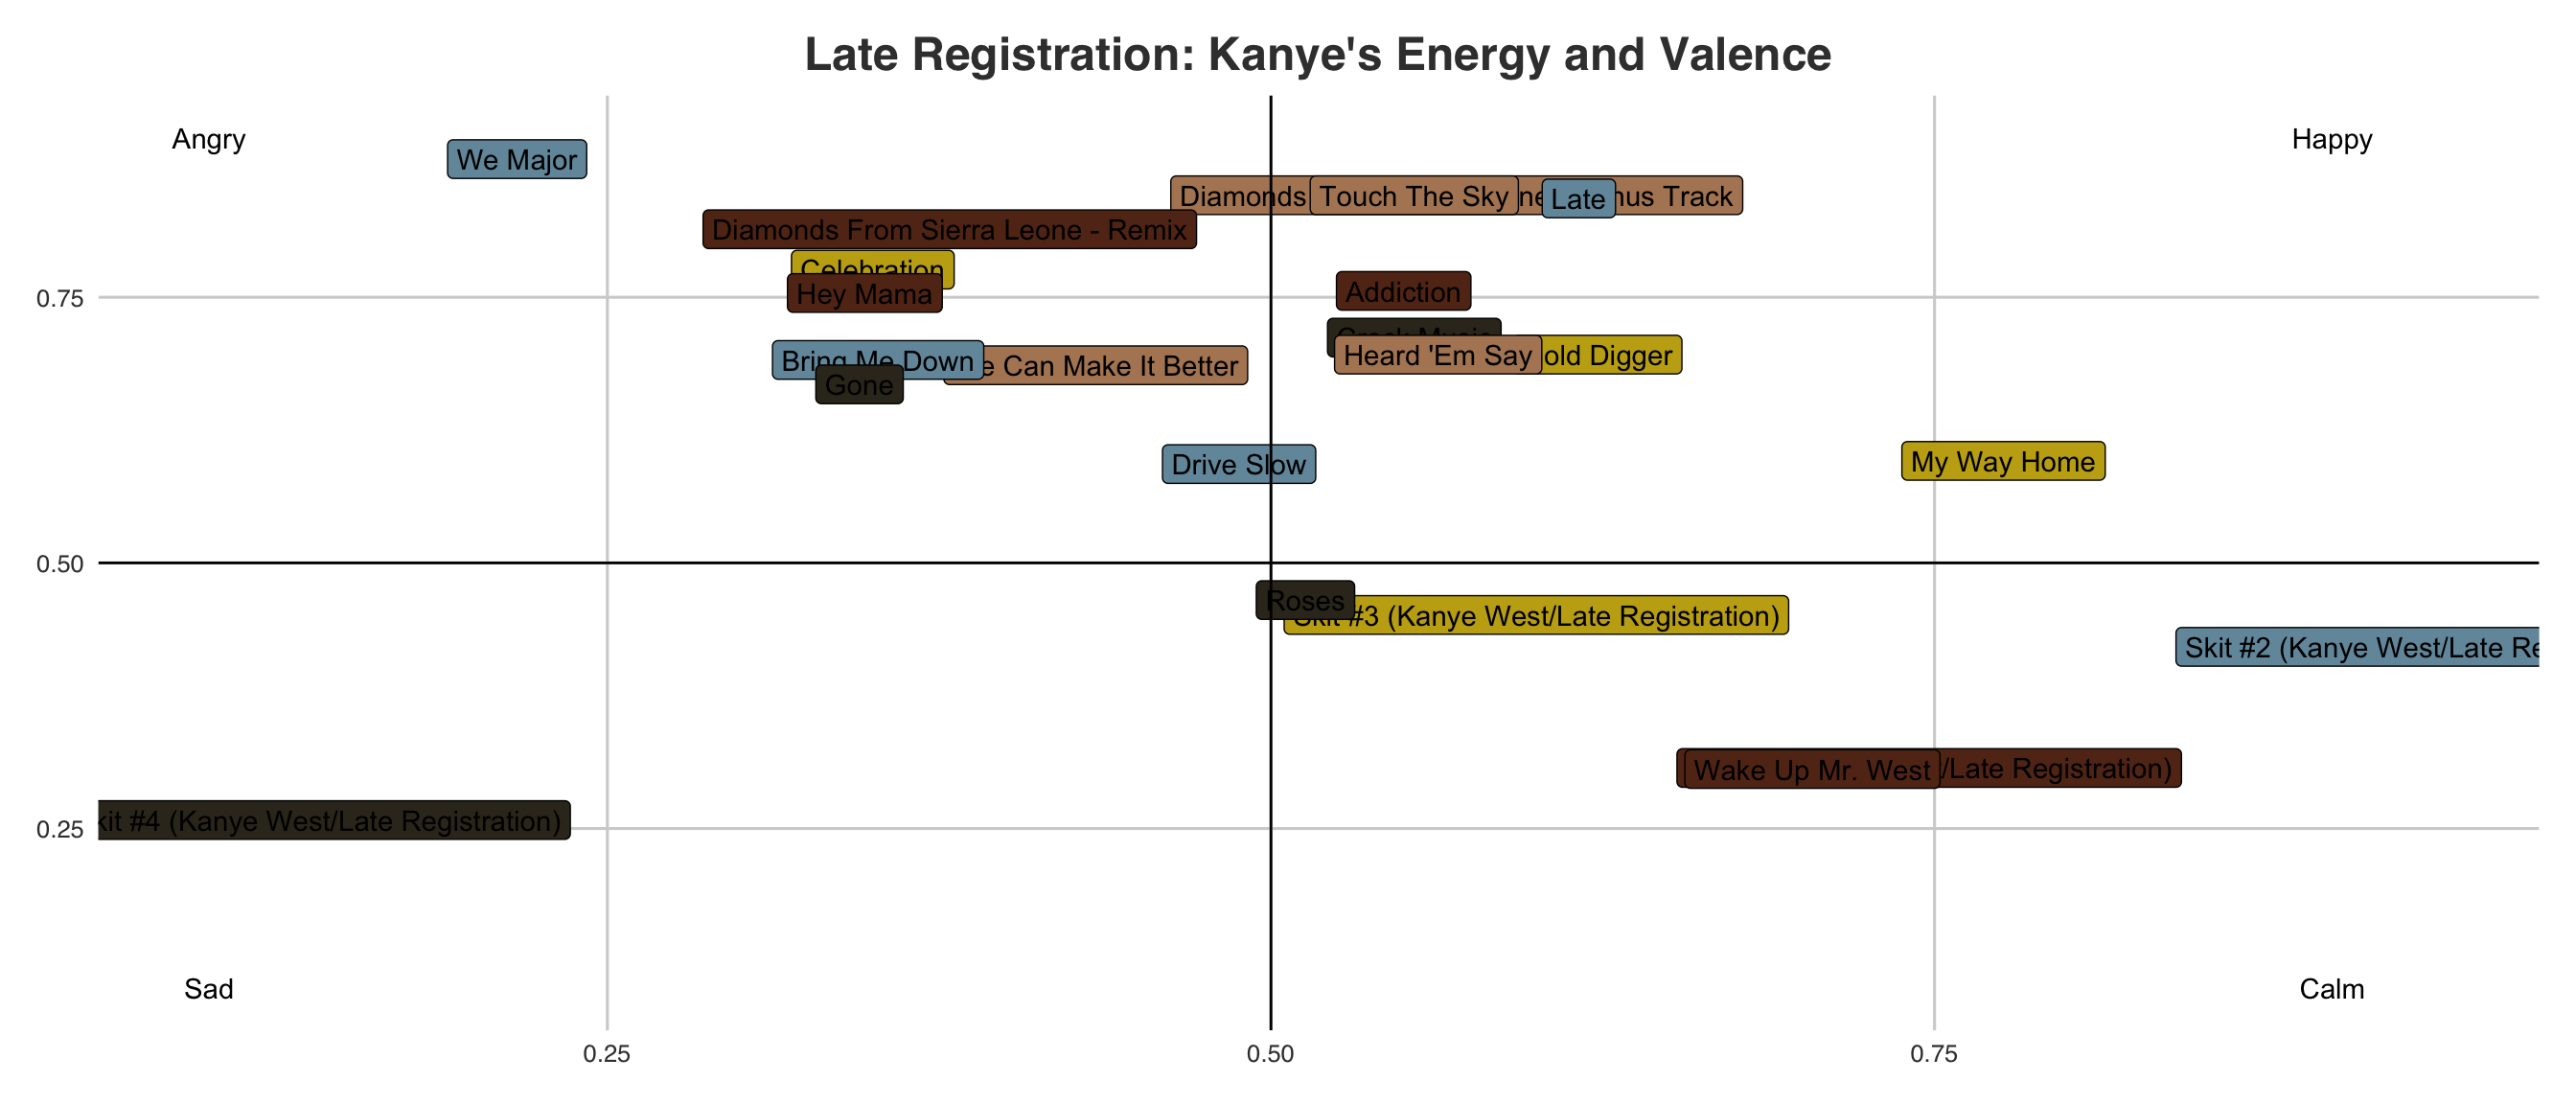 Late Registration: Kanye's Energy and Valence
Angry
Happy
We Major
Diamonds
Touch The Sky
Late
Track
Diamonds From Sierra Leone - Remix
Celebration
Hey Mama
Addiction
0.75
Crack Music
Bring Me Down
Can Make It Better
Heard 'Em Say
Digger
Gone
Drive Slow
My Way Home
0.50
Roses
Skit #3 (Kanye West/Late Registration)
Skit #2 (Kanye West/Late
Wake Up Mr. West
/Late Registration)
0.25
#4 (Kanye West/Late Registration)
Sad
Calm
0.25
0.50
0.75